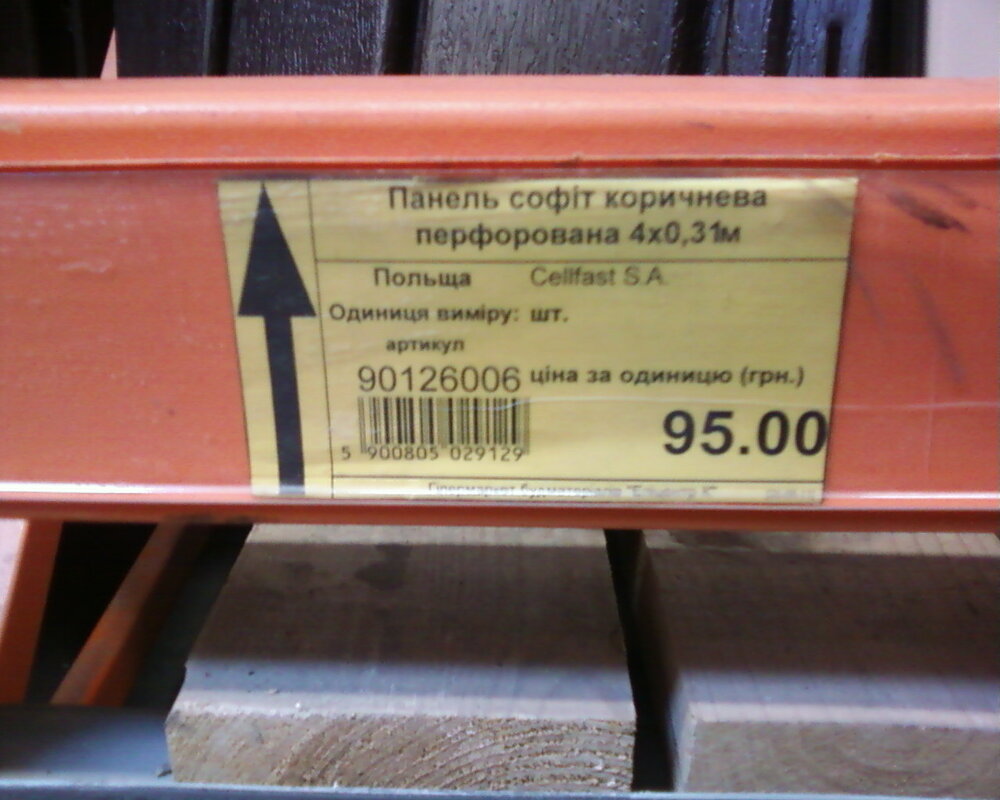 Панель софіт коричнева
перфорована 4х0,31м
Польща Cellfast S.A.
Одиниця виміру: шт.
артикул
90126006 ціна за одиницю (грн.)
95.00
5 900805 029129
Гіпермаркет